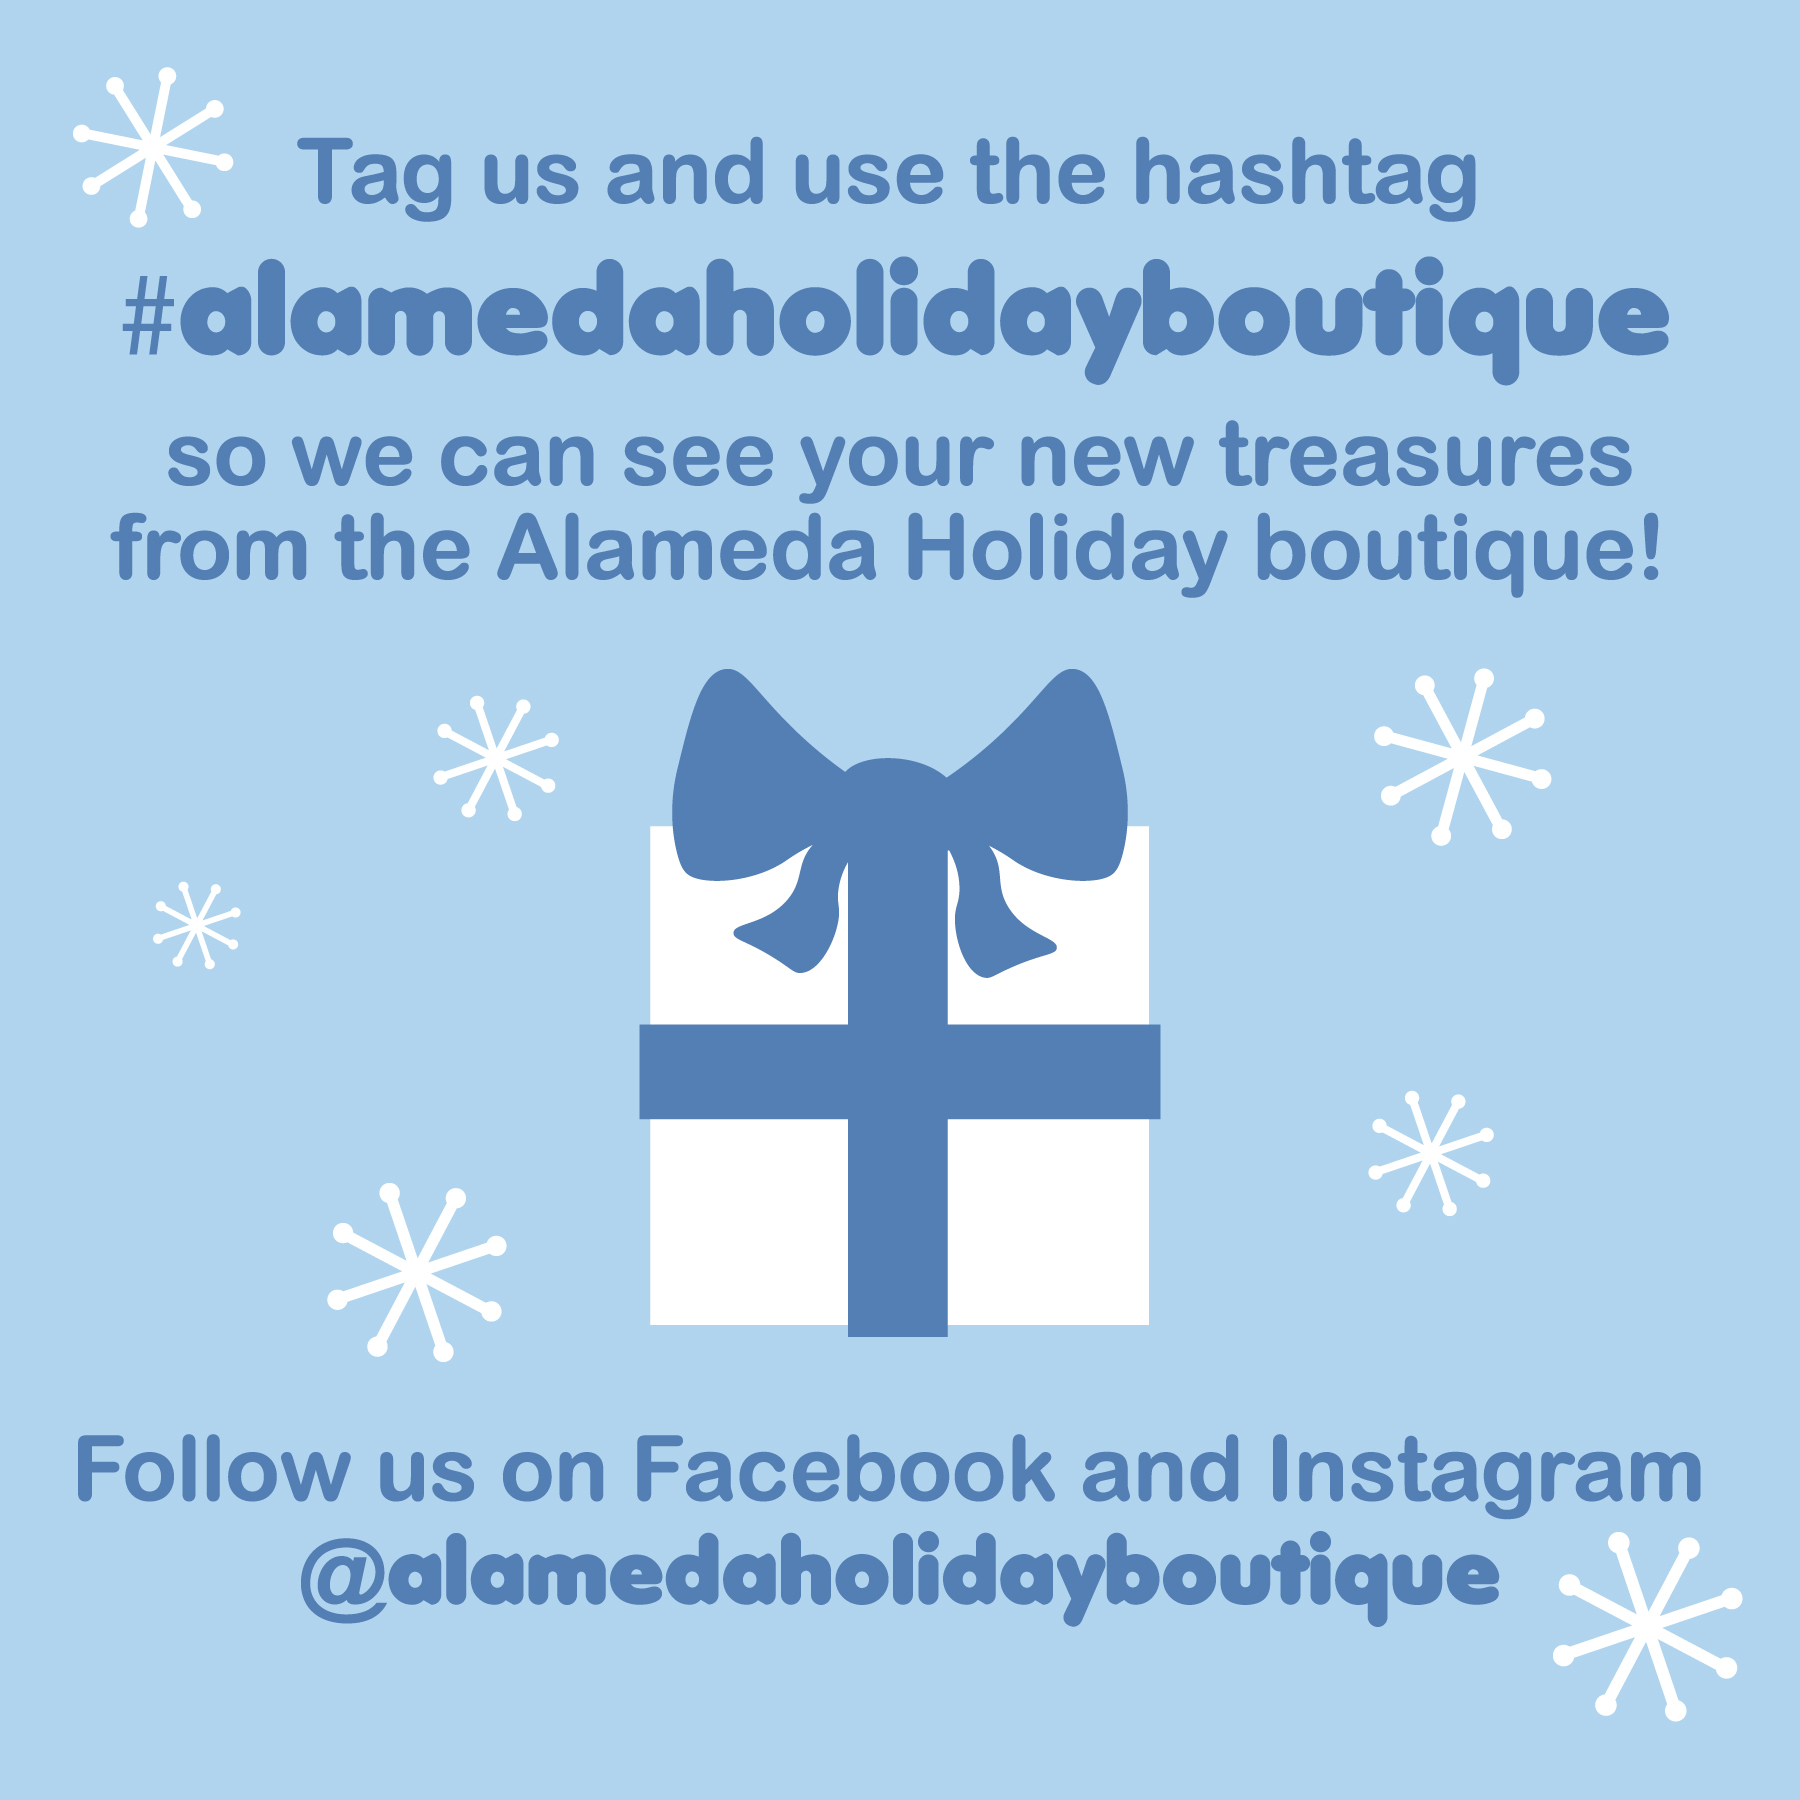 Tag us and use the hashtag
#alamedaholidayboutique
so we can see your new treasures
from the Alameda Holiday boutique!
Follow us on Facebook and Instagram
@alamedaholidayboutique